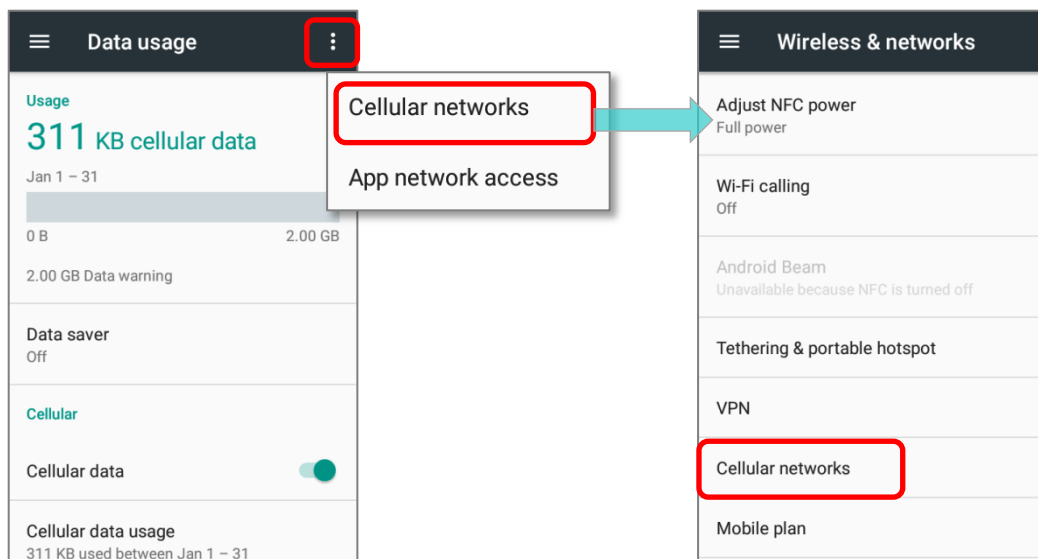 Data usage
Usage
311 KB cellular data
Jan 1 – 31
0 B 2.00 GB
2.00 GB Data warning
Data saver
Off
Cellular
Cellular data
Cellular data usage
311 KB used between Jan 1 – 31
Cellular networks
App network access
Wireless & networks
Adjust NFC power
Full power
Wi-Fi calling
Off
Android Beam
Unavailable because NFC is turned off
Tethering & portable hotspot
VPN
Cellular networks
Mobile plan